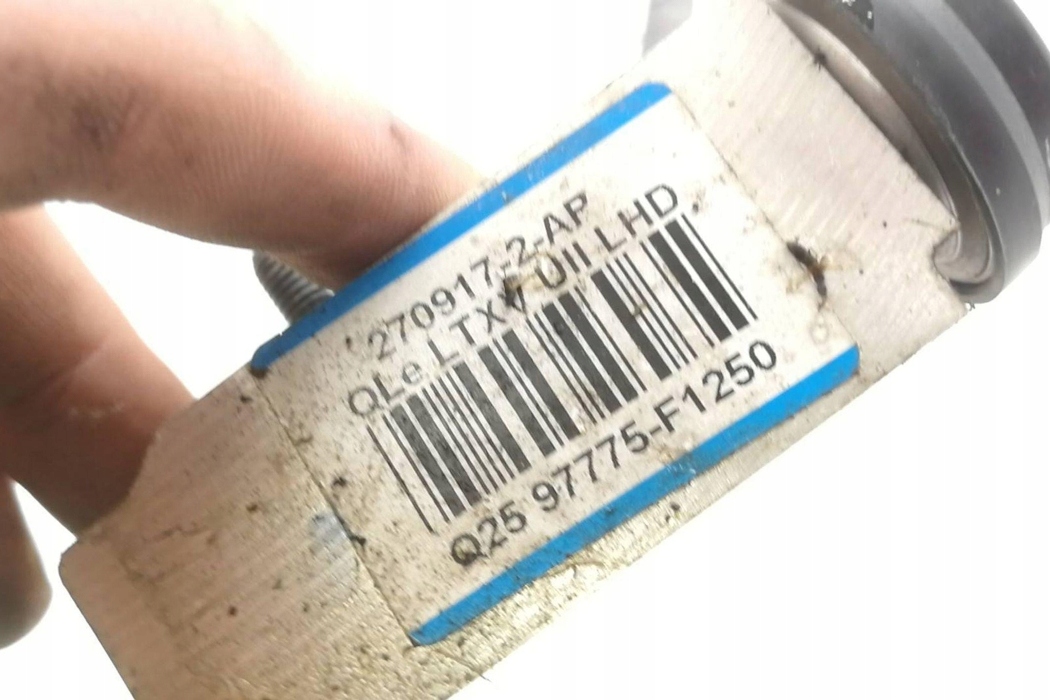 270917-2-AP
QLe LTXV UII LHD
Q25 97775-F1250